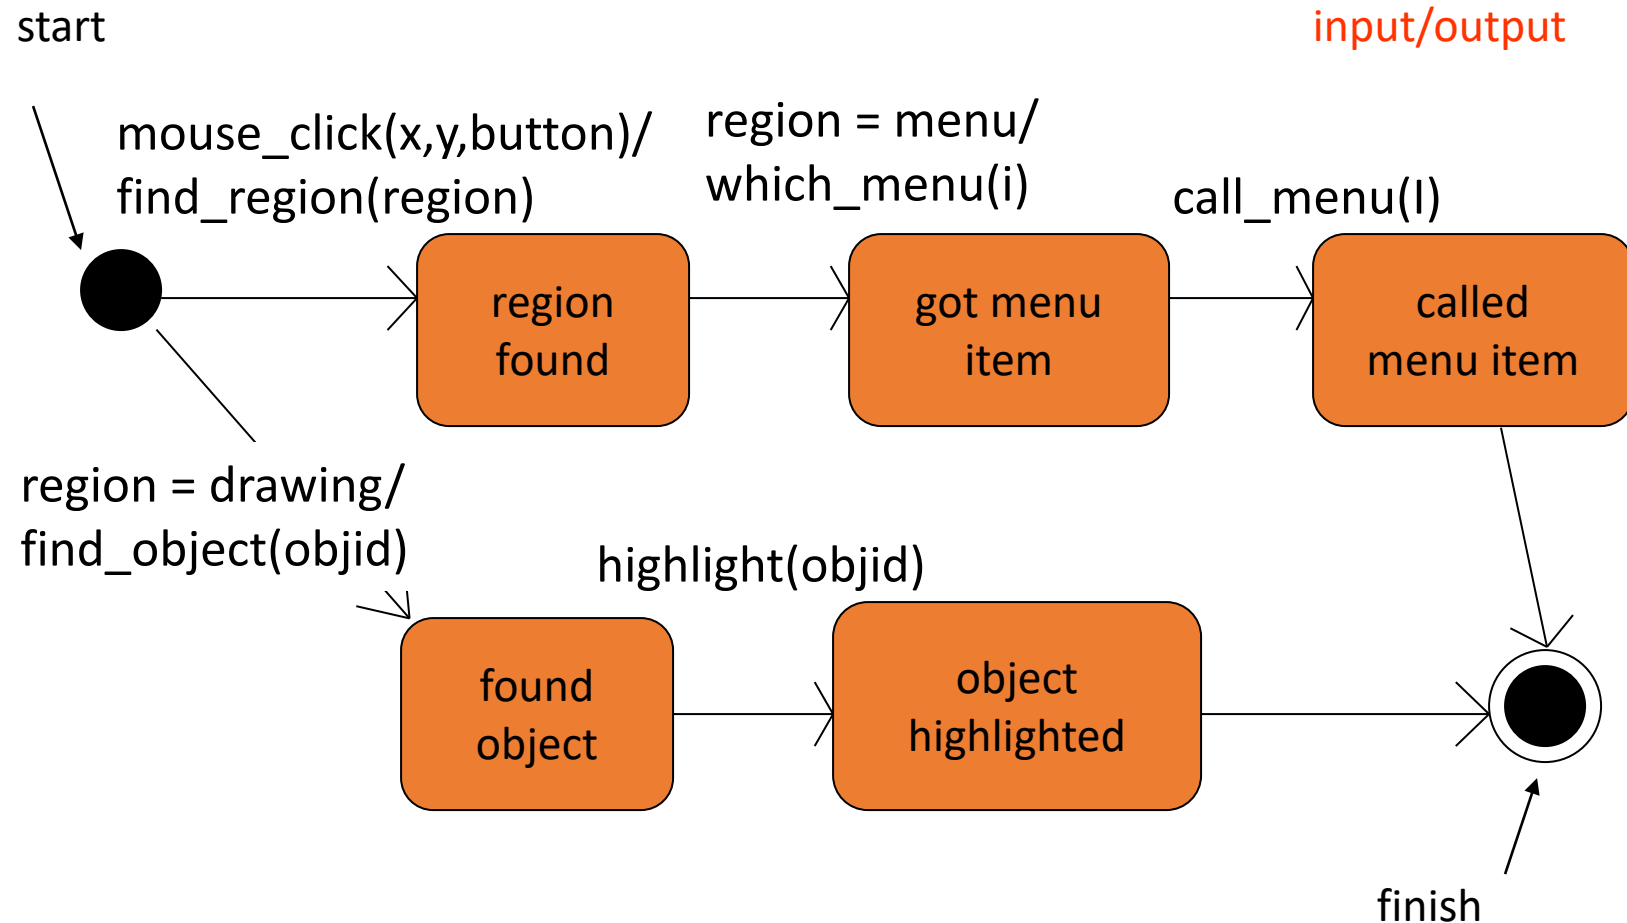 start
input/output
mouse_click(x,y,button)/
find_region(region)
region = menu/
which_menu(i)
call_menu(I)
region
found
got menu
item
called
menu item
region = drawing/
find_object(objid)
highlight(objid)
found
object
object
highlighted
finish